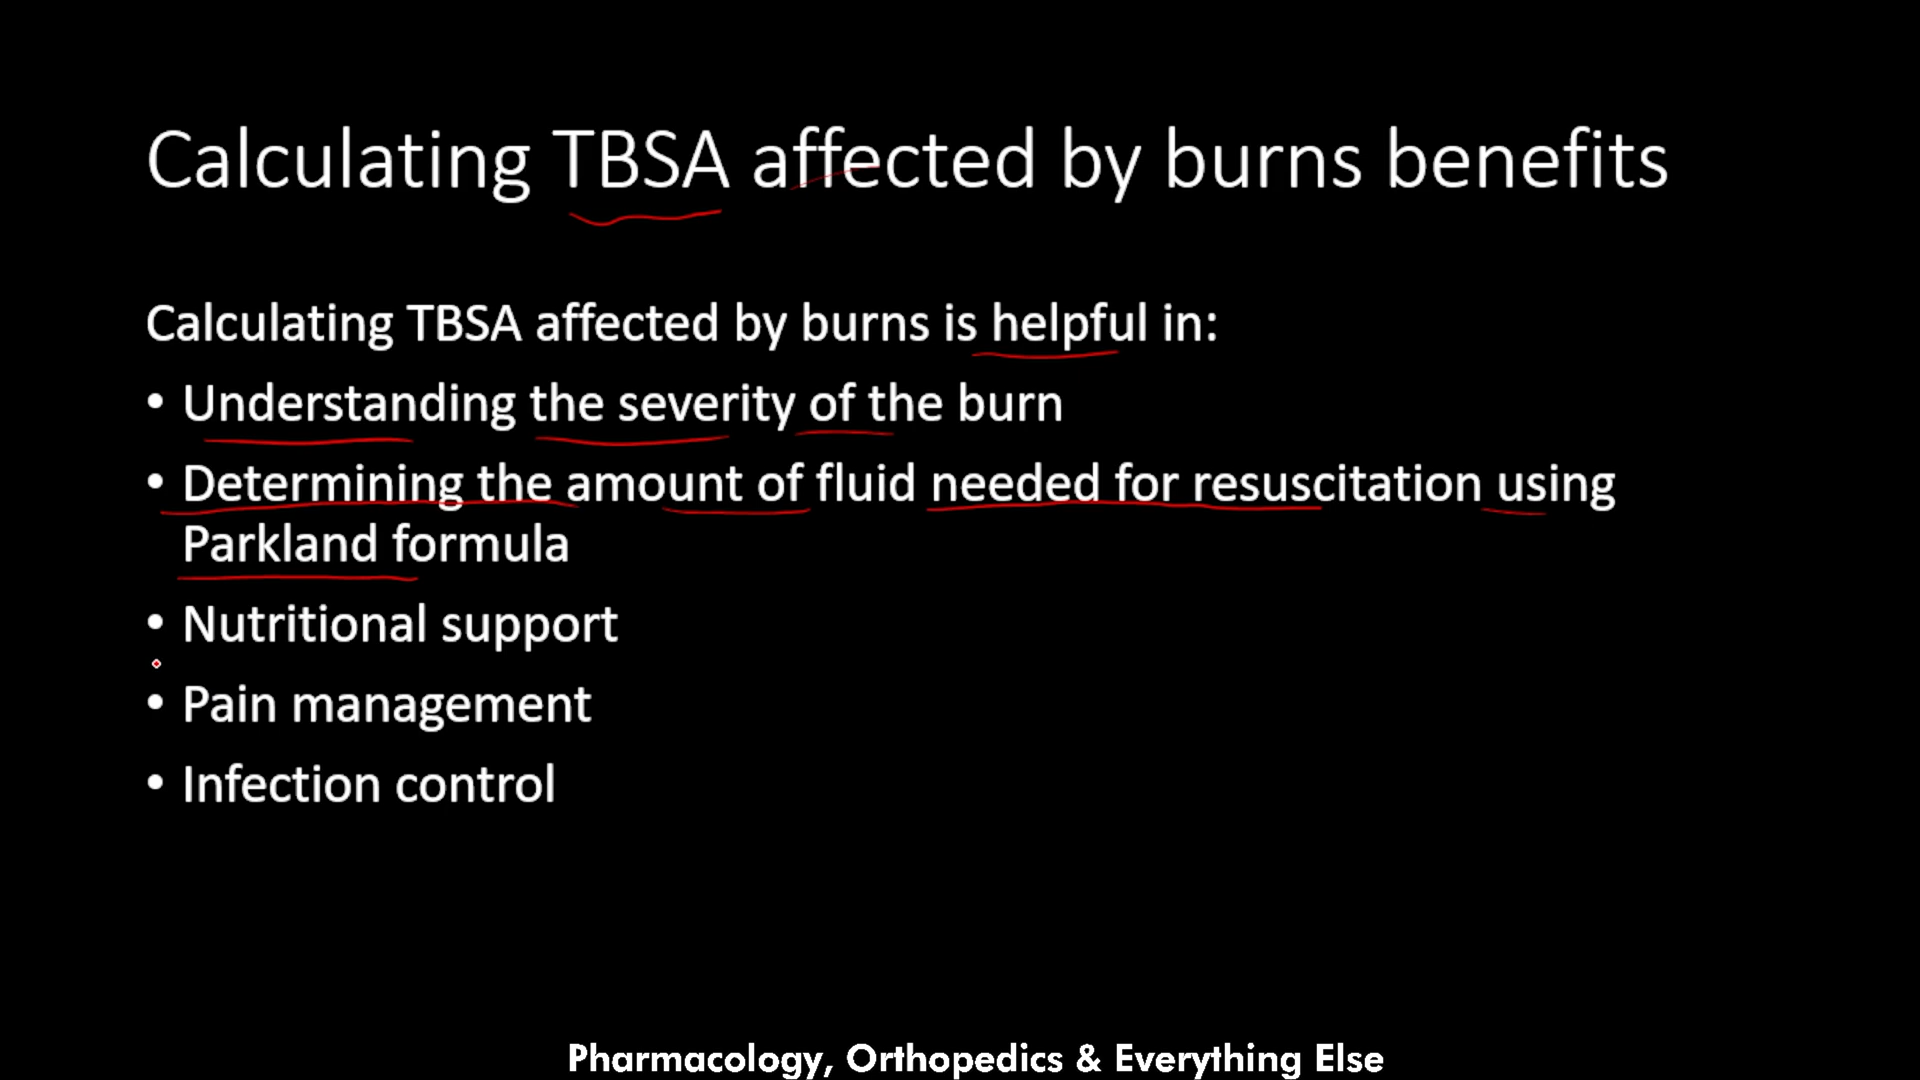 Calculating TBSA affected by burns benefits
Calculating TBSA affected by burns is helpful in:
• Understanding the severity of the burn
• Determining the amount of fluid needed for resuscitation using
Parkland formula
• Nutritional support
• Pain management
• Infection control
Pharmacology, Orthopedics & Everything Else